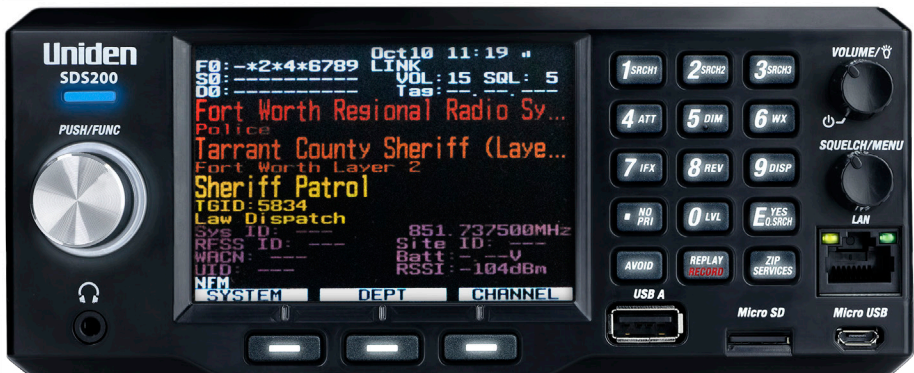 Uniden
SDS200
PUSH/FUNC
Oct10 11:19
F0:-*2*4*6789 LINK
S0:---------- VOL:15 SQL: 5
D0:---------- Tag:--.--.---
Fort Worth Regional Radio Sy...
Police
Tarrant County Sheriff (Laye...
Fort Worth Layer 2
Sheriff Patrol
TGID:5834
Law Dispatch
Sys ID: --- 851.737500MHz
RFSS ID: --- Site ID: ---
WACN: --- Batt:-.--V
UID: --- RSSI:-104dBm
NFM
SYSTEM DEPT CHANNEL
1 SRCH1 2 SRCH2 3 SRCH3
4 ATT 5 DIM 6 WX
7 IFX 8 REV 9 DISP
. NO PRI 0 LVL E YES O.SRCH
AVOID REPLAY RECORD ZIP SERVICES
USB A
Micro SD
Micro USB
VOLUME/
SQUELCH/MENU
LAN